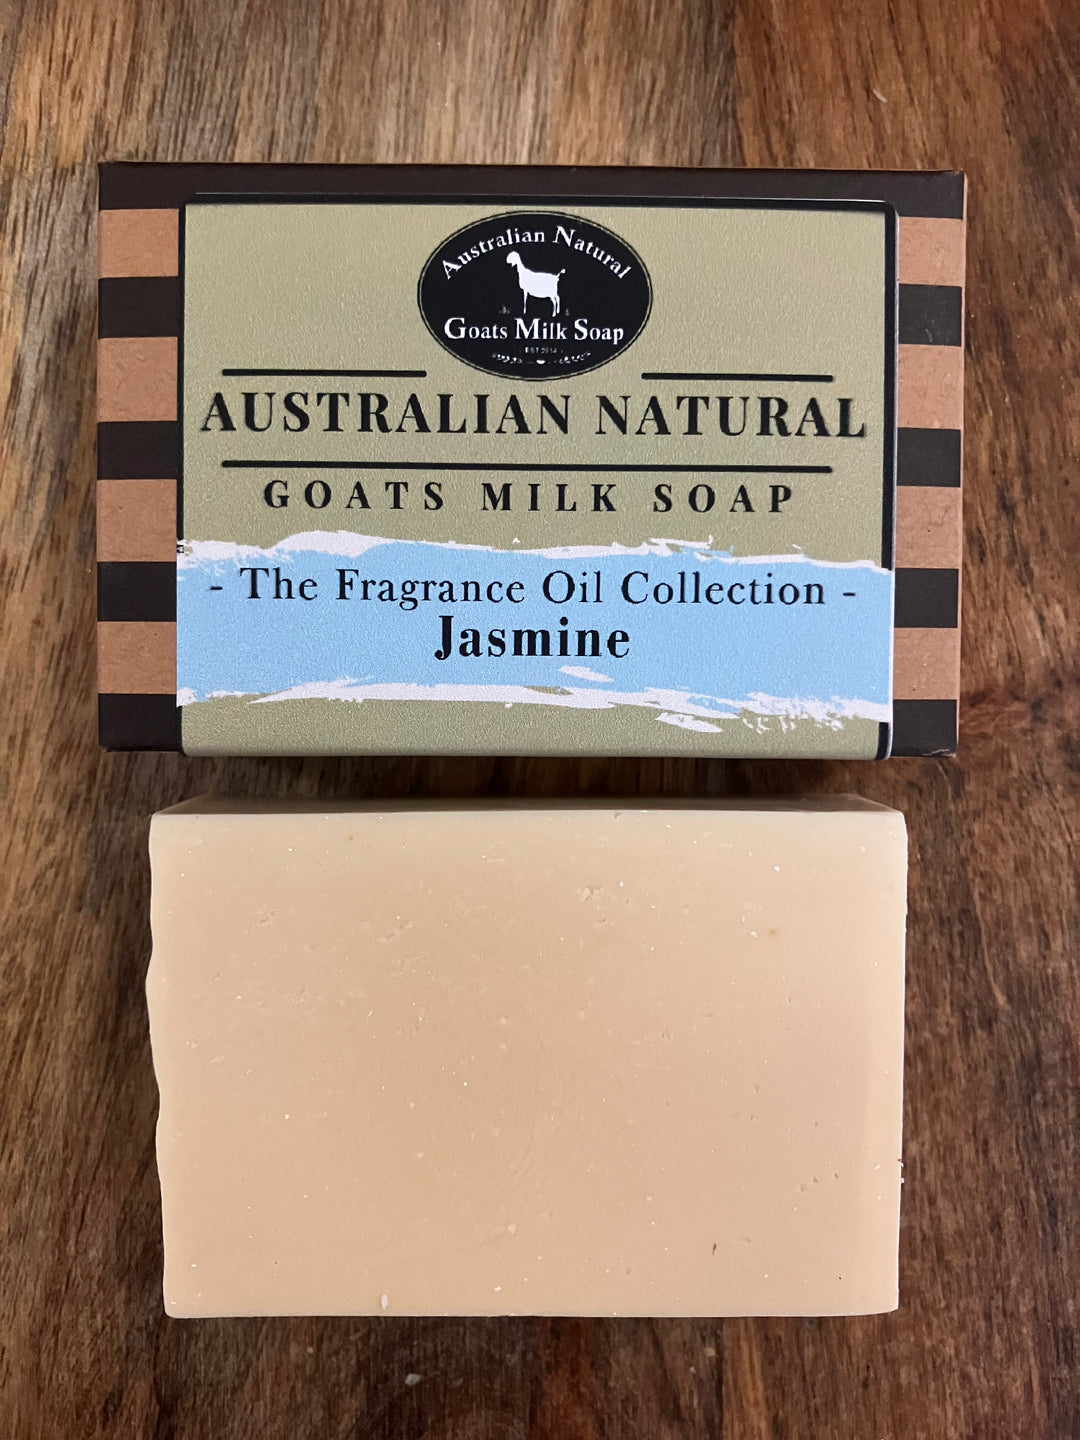 Australian Natural
Goats Milk Soap
AUSTRALIAN NATURAL
GOATS MILK SOAP
- The Fragrance Oil Collection -
Jasmine